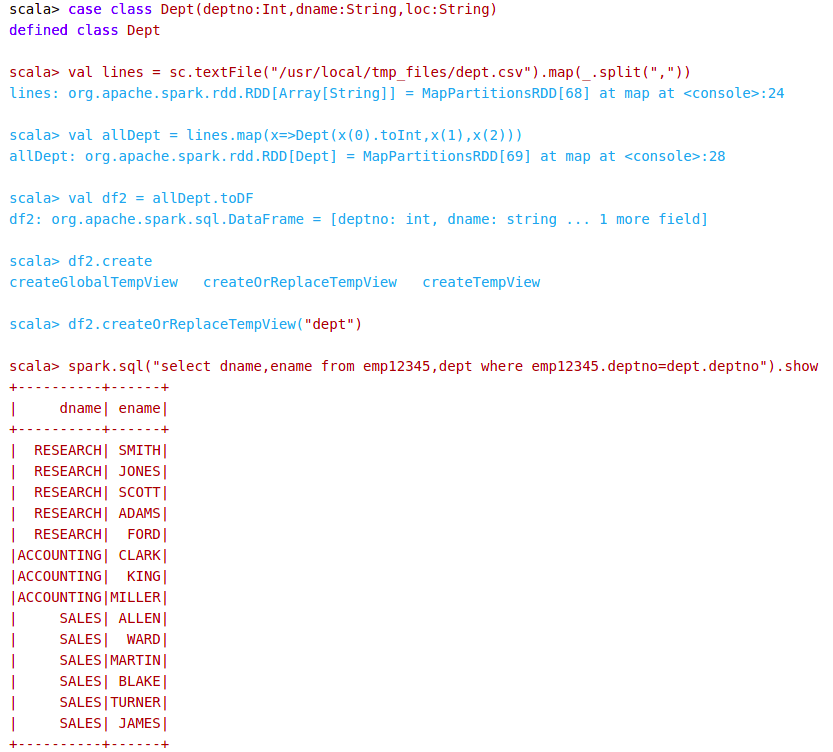 scala> case class Dept(deptno:Int,dname:String,loc:String)
defined class Dept
scala> val lines = sc.textFile("/usr/local/tmp_files/dept.csv").map(_.split(","))
lines: org.apache.spark.rdd.RDD[Array[String]] = MapPartitionsRDD[68] at map at <console>:24
scala> val allDept = lines.map(x=>Dept(x(0).toInt,x(1),x(2)))
allDept: org.apache.spark.rdd.RDD[Dept] = MapPartitionsRDD[69] at map at <console>:28
scala> val df2 = allDept.toDF
df2: org.apache.spark.sql.DataFrame = [deptno: int, dname: string ... 1 more field]
scala> df2.create
createGlobalTempView   createOrReplaceTempView   createTempView
scala> df2.createOrReplaceTempView("dept")
scala> spark.sql("select dname,ename from emp12345,dept where emp12345.deptno=dept.deptno").show
+----------+------+
|     dname| ename|
+----------+------+
|  RESEARCH| SMITH|
|  RESEARCH| JONES|
|  RESEARCH| SCOTT|
|  RESEARCH| ADAMS|
|  RESEARCH|  FORD|
|ACCOUNTING| CLARK|
|ACCOUNTING|  KING|
|ACCOUNTING|MILLER|
|     SALES| ALLEN|
|     SALES|  WARD|
|     SALES|MARTIN|
|     SALES| BLAKE|
|     SALES|TURNER|
|     SALES| JAMES|
+----------+------+